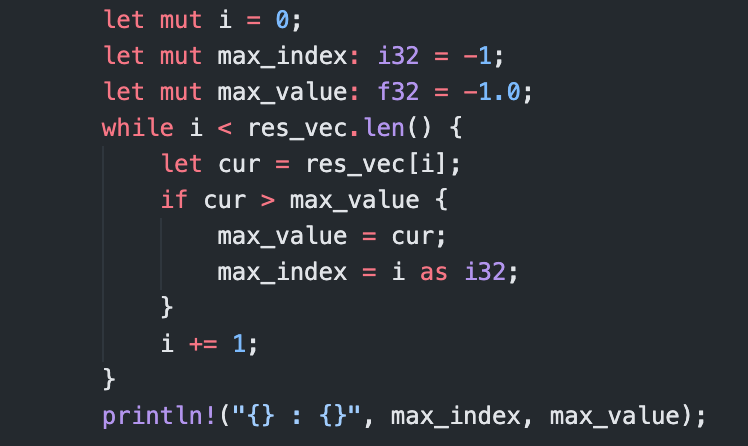 let mut i = 0;
let mut max_index: i32 = -1;
let mut max_value: f32 = -1.0;
while i < res_vec.len() {
let cur = res_vec[i];
if cur > max_value {
max_value = cur;
max_index = i as i32;
}
i += 1;
}
println!("{} : {}", max_index, max_value);